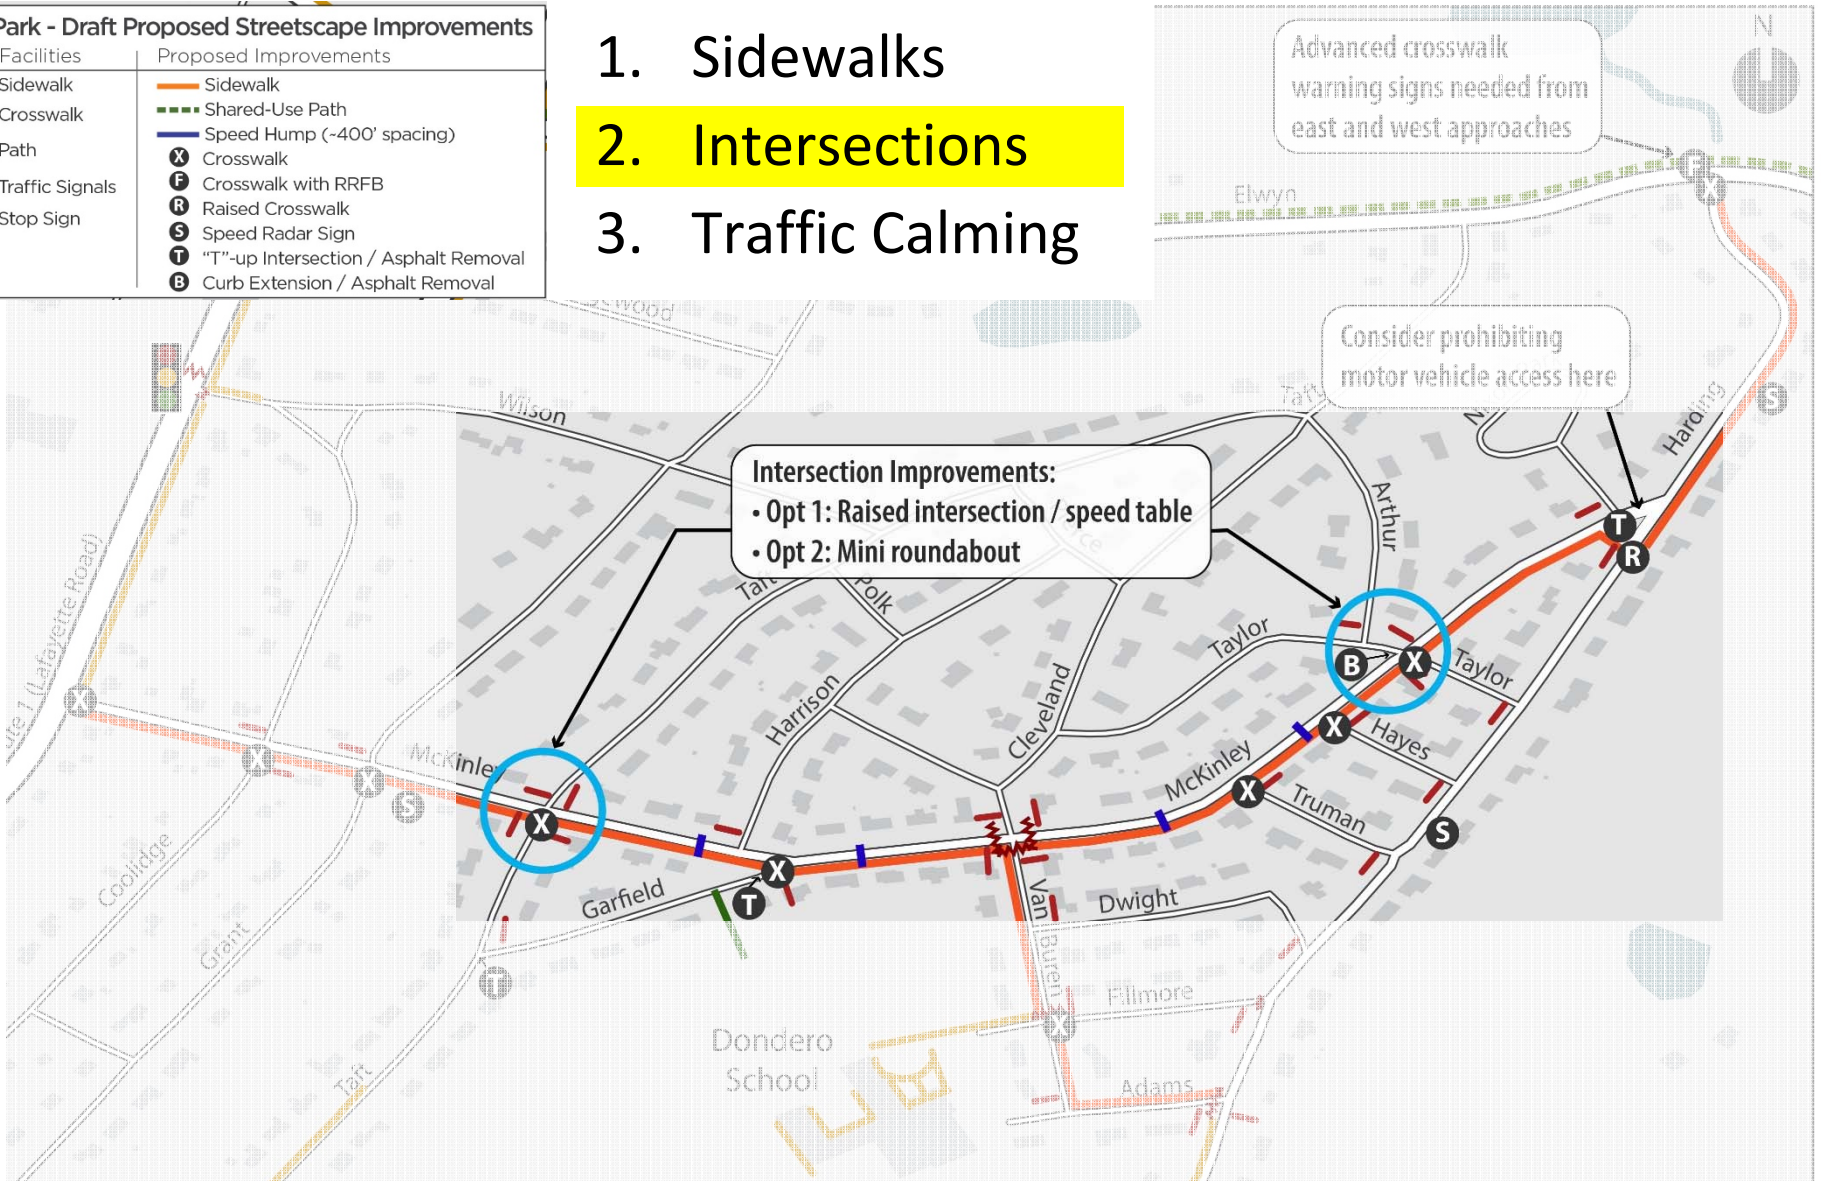 Park - Draft Proposed Streetscape Improvements
Facilities
Sidewalk
Crosswalk
Path
Traffic Signals
Stop Sign
Proposed Improvements
Sidewalk
Shared-Use Path
Speed Hump (~400' spacing)
X Crosswalk
F Crosswalk with RRFB
R Raised Crosswalk
S Speed Radar Sign
T "T"-up Intersection / Asphalt Removal
B Curb Extension / Asphalt Removal
1. Sidewalks
2. Intersections
3. Traffic Calming
Advanced crosswalk
warning signs needed from
east and west approaches
N
Elwyn
F
X
Consider prohibiting
motor vehicle access here
S
Harding
Wilson
Taft
Intersection Improvements:
• Opt 1: Raised intersection / speed table
• Opt 2: Mini roundabout
Arthur
T
R
Taft
Polk
Taylor
B
X
Taylor
(Lafayette Road)
X
Harrison
Cleveland
X
Hayes
McKinley
X
X
S
McKinley
X
X
Truman
S
Coolidge
Garfield
T
X
Van Buren
Dwight
Grant
T
Fillmore
X
Dondero
School
Adams
Taft